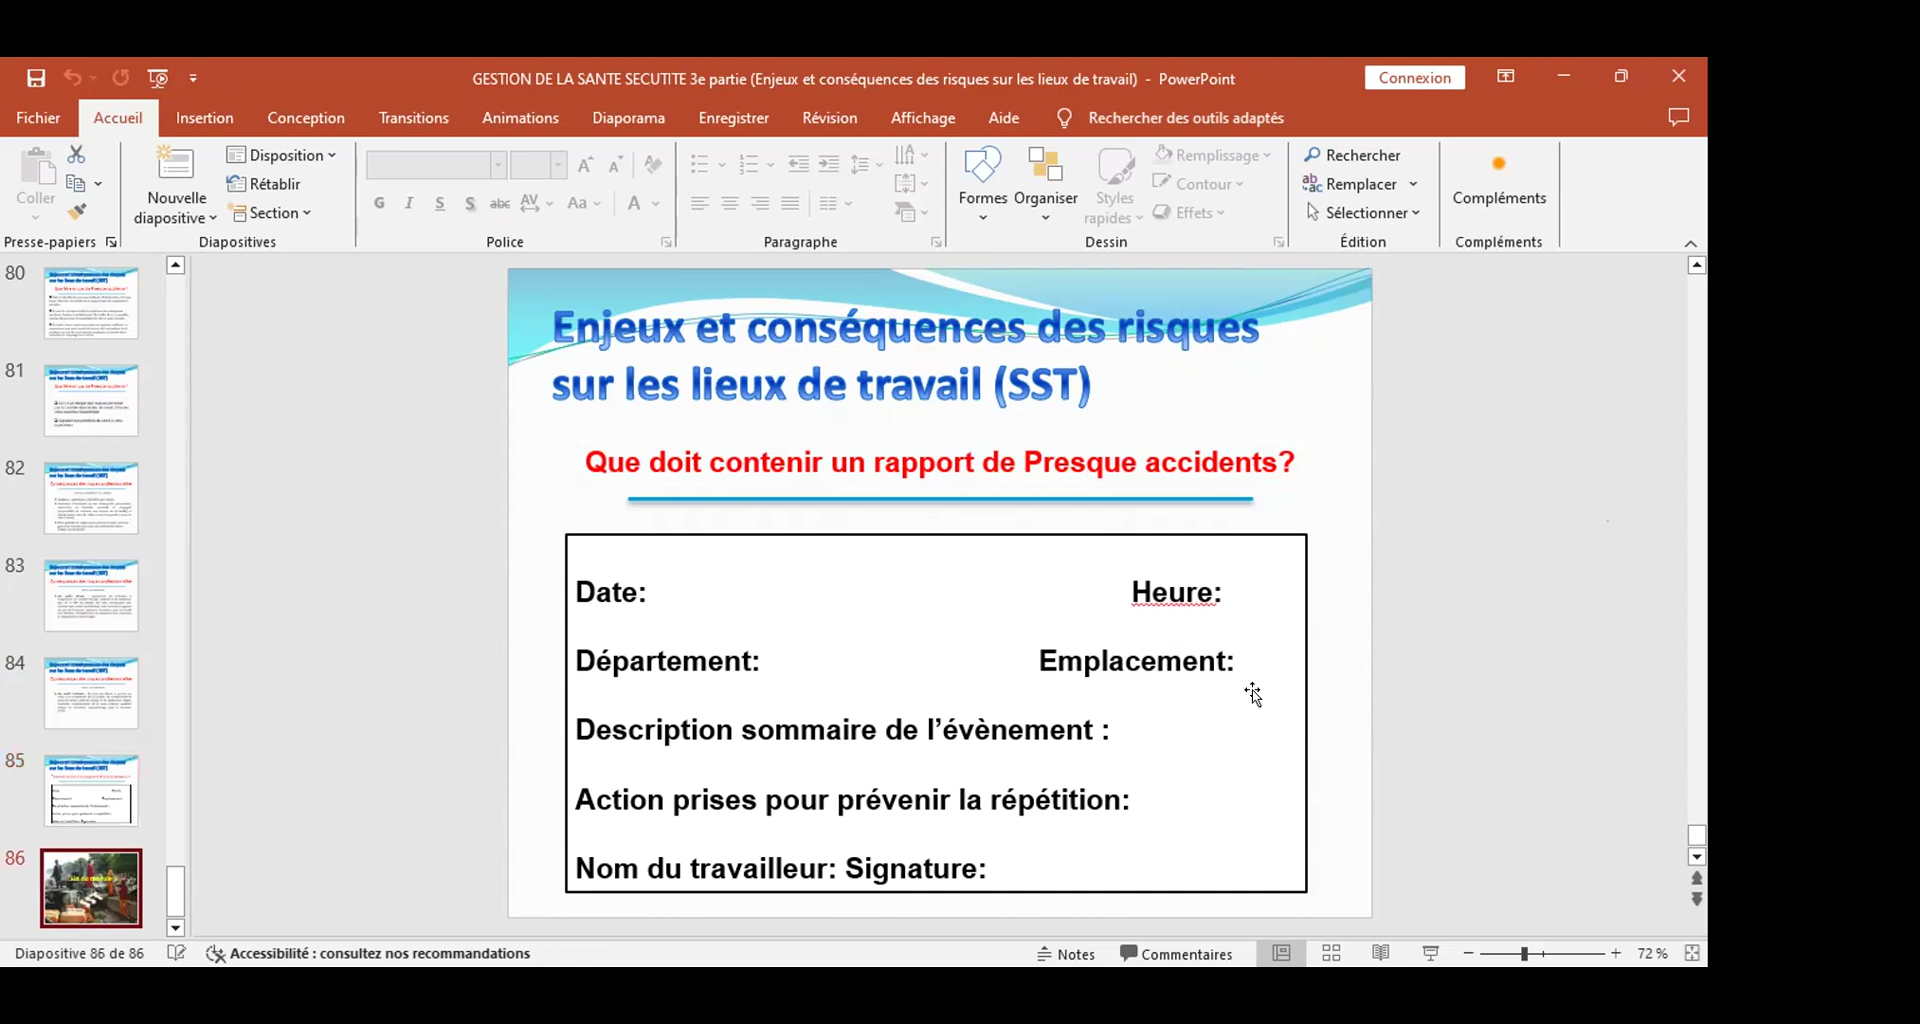 GESTION DE LA SANTE SECUTITE 3e partie (Enjeux et conséquences des risques sur les lieux de travail) - PowerPoint
Connexion
Fichier Accueil Insertion Conception Transitions Animations Diaporama Enregistrer Révision Affichage Aide Rechercher des outils adaptés
Coller
Presse-papiers
Nouvelle
diapositive
Disposition
Rétablir
Section
Diapositives
G I S S abc AV Aa A
Police
Paragraphe
Formes
Organiser
Styles
rapides
Remplissage
Contour
Effets
Dessin
Rechercher
Remplacer
Sélectionner
Édition
Compléments
Compléments
80
81
82
83
84
85
86
Enjeux et conséquences des risques
sur les lieux de travail (SST)
Que doit contenir un rapport de Presque accidents?
Date: Heure:
Département: Emplacement:
Description sommaire de l’évènement :
Action prises pour prévenir la répétition:
Nom du travailleur: Signature:
Diapositive 86 de 86 Accessibilité : consultez nos recommandations Notes Commentaires 72 %